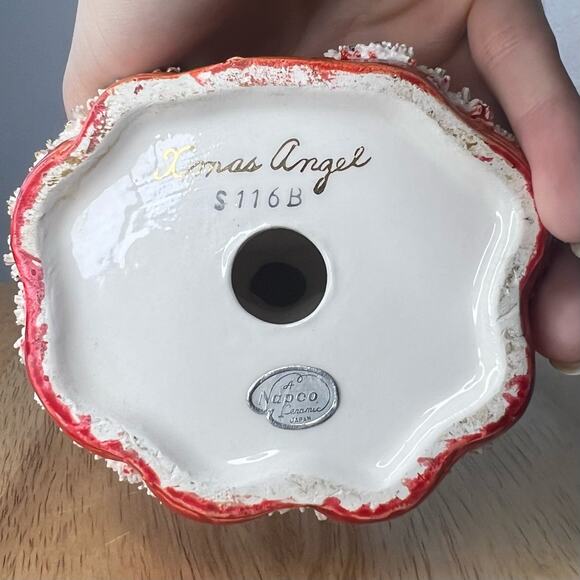 Xmas Angel
S116B
A
Napco
Ceramic
JAPAN